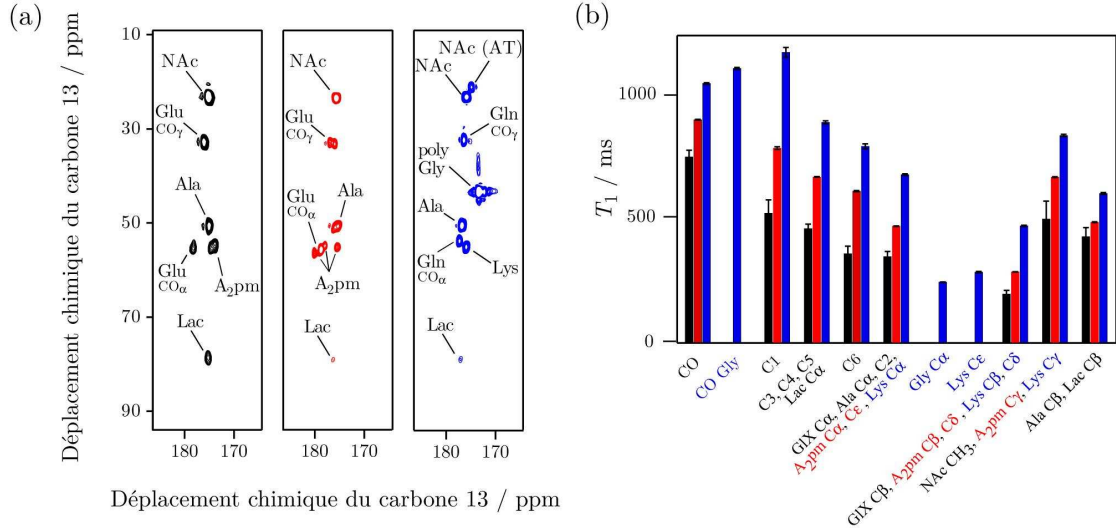 (a)
Déplacement chimique du carbone 13 / ppm
10
30
50
70
90
NAc
Glu
COγ
Ala
Glu
COα
A2pm
Lac
180
170
NAc
Glu
COγ
Glu
COα
Ala
A2pm
Lac
180
170
NAc (AT)
NAc
Gln
COγ
poly
Gly
Ala
Gln
COα
Lys
Lac
180
170
Déplacement chimique du carbone 13 / ppm
(b)
T1 / ms
1000
500
0
CO
CO Gly
C1
C3, C4, C5
Lac Cα
C6
GlX Cα, Ala Cα, C2,
A2pm Cα, Cε, Lys Cα
Gly Cα
Lys Cε
GlX Cβ, A2pm Cβ, Cδ, Lys Cβ, Cδ
NAc CH3, A2pm Cγ, Lys Cγ
Ala Cβ, Lac Cβ